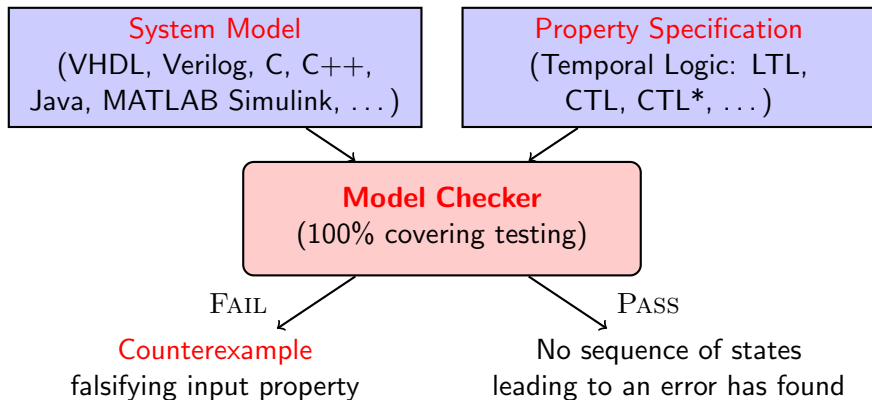 System Model
(VHDL, Verilog, C, C++,
Java, MATLAB Simulink, ...)
Property Specification
(Temporal Logic: LTL,
CTL, CTL*, ...)
Model Checker
(100% covering testing)
FAIL
PASS
Counterexample
falsifying input property
No sequence of states
leading to an error has found